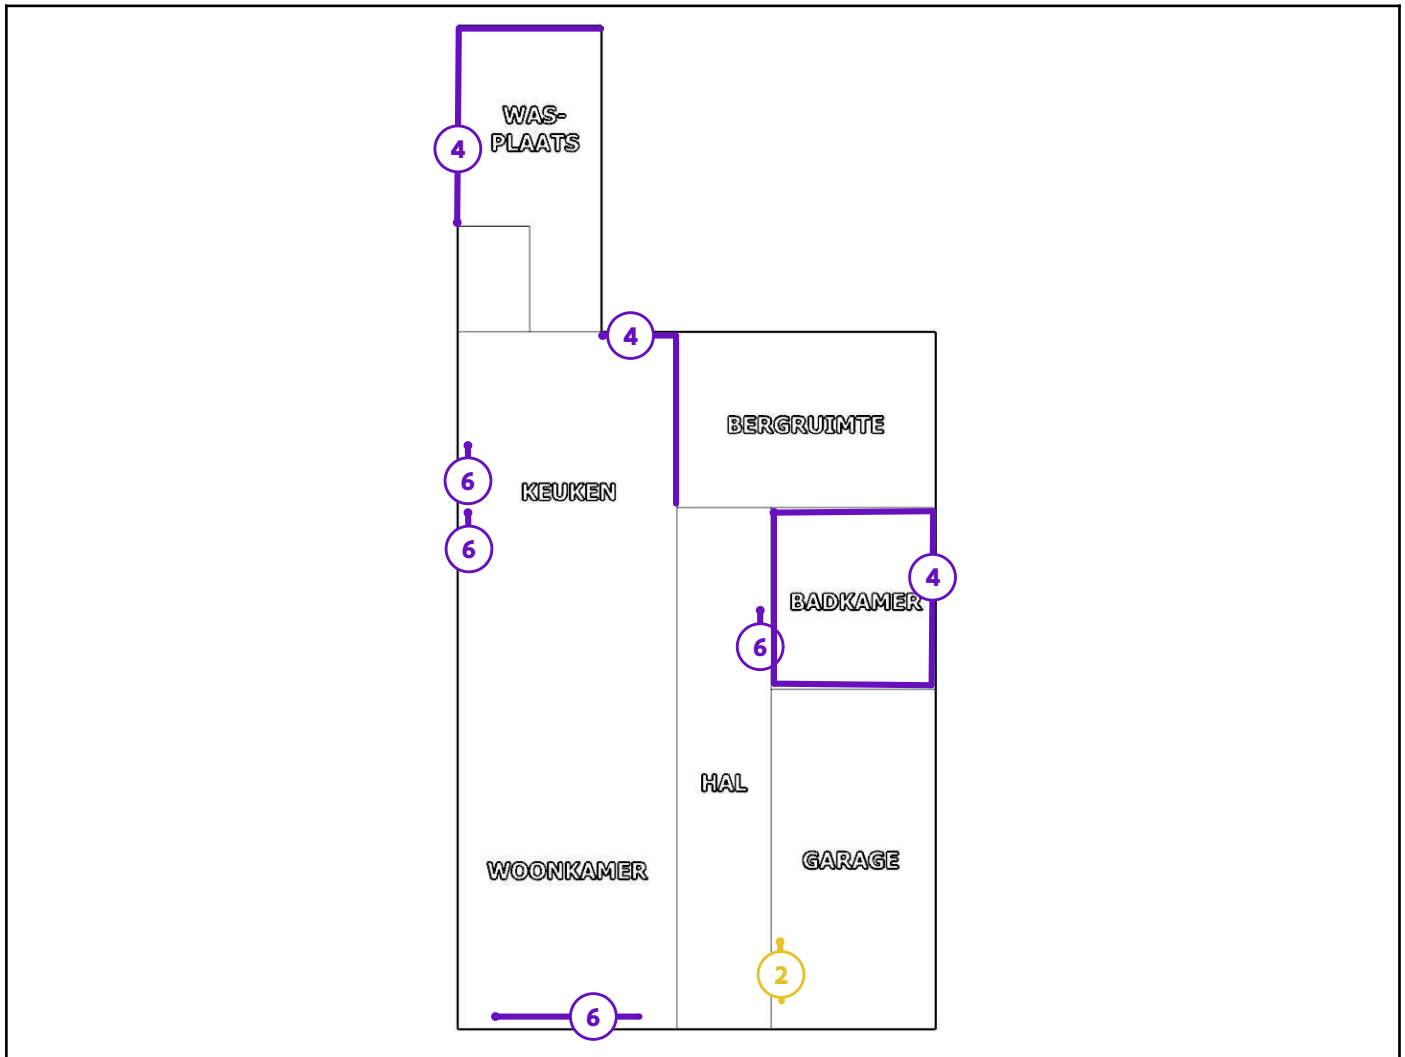 WAS-
PLAATS
4
4
BERGRUIMTE
6
KEUKEN
6
4
BADKAMER
6
HAL
GARAGE
WOONKAMER
2
6